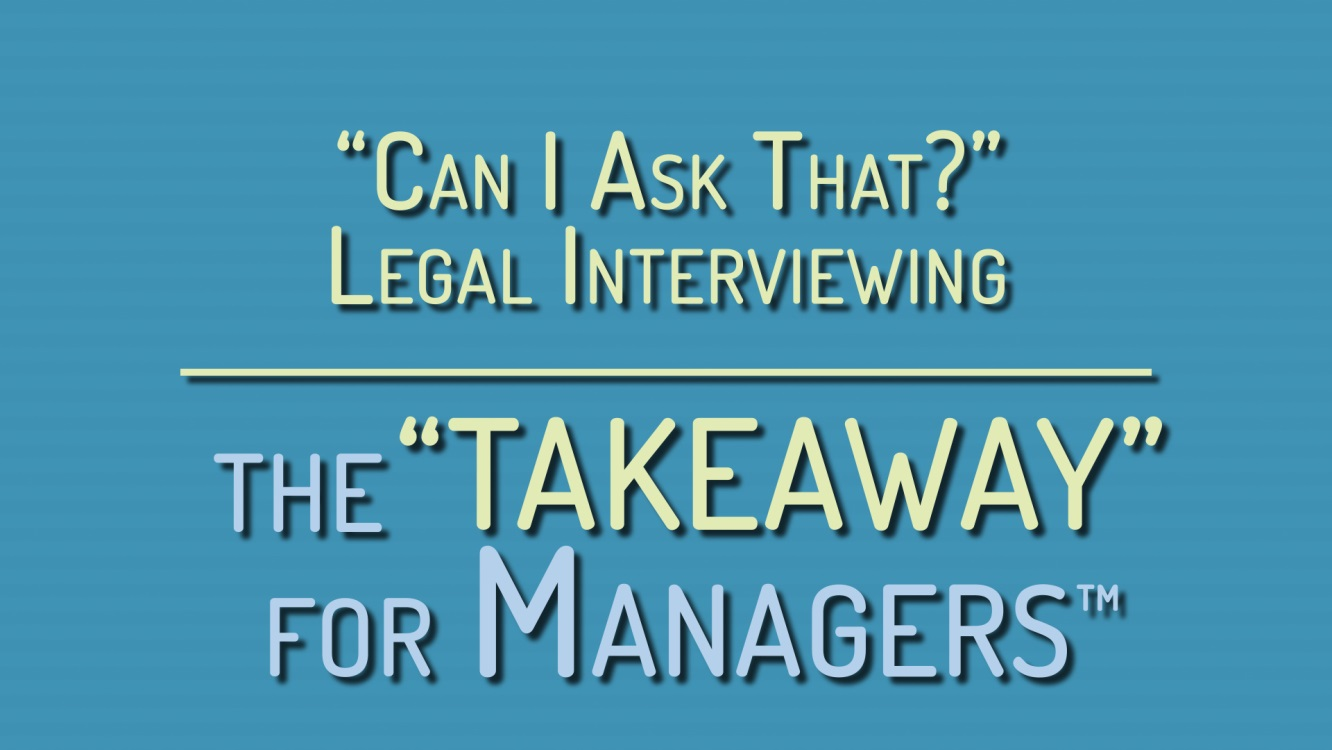 “Can I Ask That?”
Legal Interviewing
the “TAKEAWAY”
for Managers™